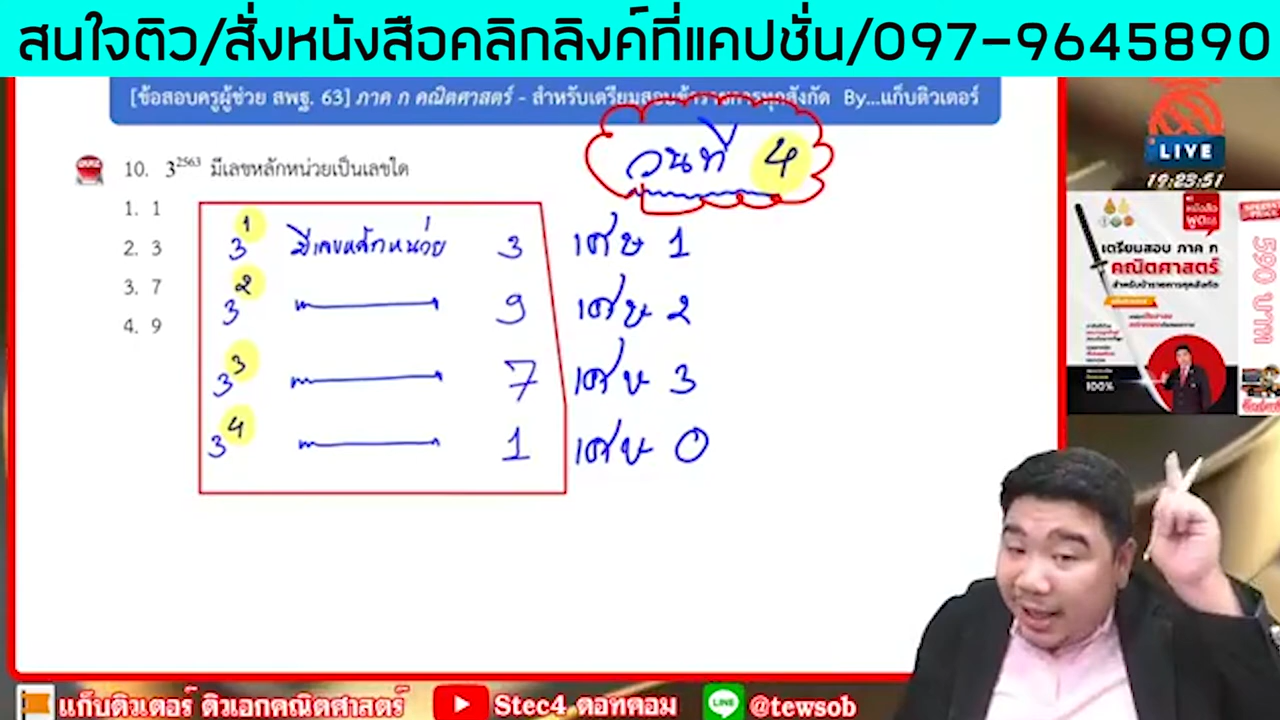 สนใจติว/สั่งหนังสือคลิกลิงค์ที่แคปชั่น/097-9645890
[ข้อสอบครูผู้ช่วย สพฐ. 63] ภาค ก คณิตศาสตร์ - สำหรับเตรียมสอบข้าราชการทุกสังกัด By...แก็บติวเตอร์
วนที่ 4
LIVE
19:23:51
10. 3^2563 มีเลขหลักหน่วยเป็นเลขใด
1. 1
2. 3
3. 7
4. 9
3^1 มีเลขหลักหน่วย 3 เศษ 1
3^2 9 เศษ 2
3^3 7 เศษ 3
3^4 1 เศษ 0
หนังสือ
เตรียมสอบ ภาค ก
คณิตศาสตร์
100%
590 บาท
แก็บติวเตอร์ ติวเอกคณิตศาสตร์
Stec4 ดอทคอม
LINE
@tewsob